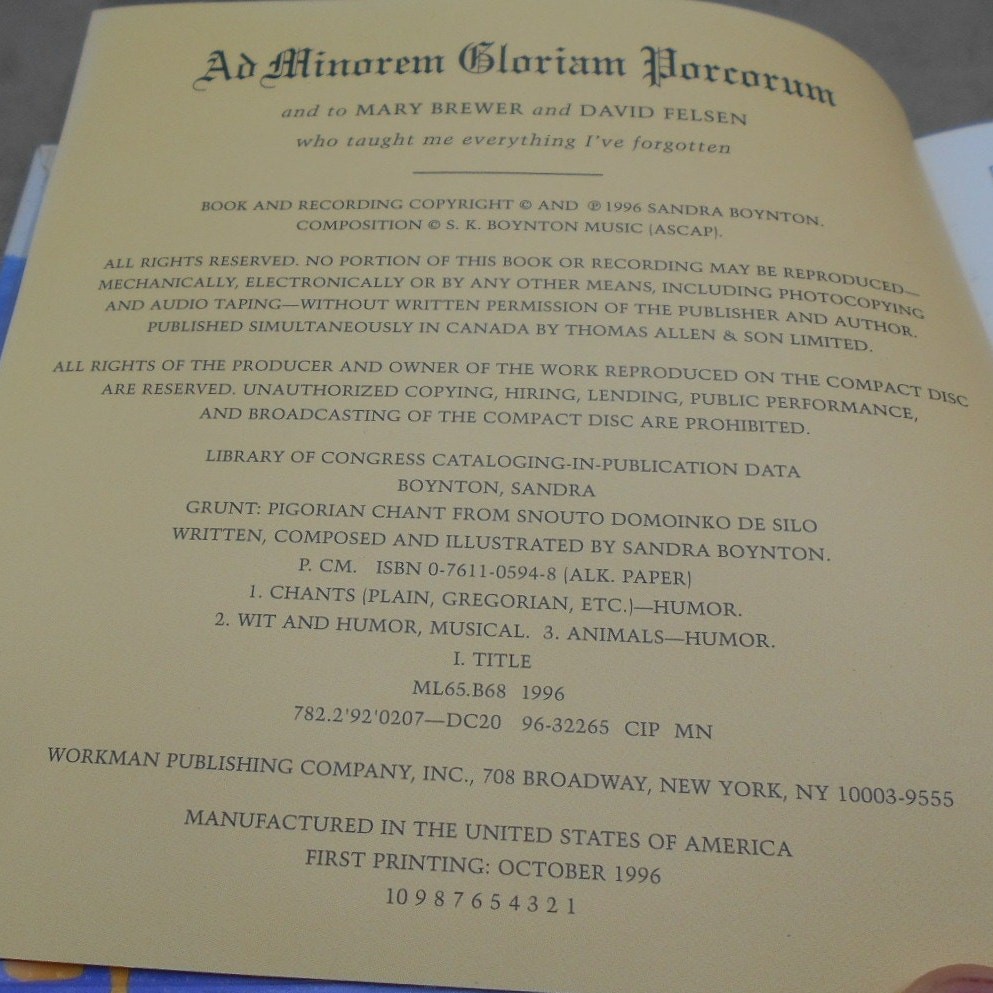 Ad Minorem Gloriam Porcorum
and to MARY BREWER and DAVID FELSEN
who taught me everything I've forgotten
BOOK AND RECORDING COPYRIGHT © AND ℗ 1996 SANDRA BOYNTON.
COMPOSITION © S. K. BOYNTON MUSIC (ASCAP).
ALL RIGHTS RESERVED. NO PORTION OF THIS BOOK OR RECORDING MAY BE REPRODUCED—
MECHANICALLY, ELECTRONICALLY OR BY ANY OTHER MEANS, INCLUDING PHOTOCOPYING
AND AUDIO TAPING—WITHOUT WRITTEN PERMISSION OF THE PUBLISHER AND AUTHOR.
PUBLISHED SIMULTANEOUSLY IN CANADA BY THOMAS ALLEN & SON LIMITED.
ALL RIGHTS OF THE PRODUCER AND OWNER OF THE WORK REPRODUCED ON THE COMPACT DISC
ARE RESERVED. UNAUTHORIZED COPYING, HIRING, LENDING, PUBLIC PERFORMANCE,
AND BROADCASTING OF THE COMPACT DISC ARE PROHIBITED.
LIBRARY OF CONGRESS CATALOGING-IN-PUBLICATION DATA
BOYNTON, SANDRA
GRUNT: PIGORIAN CHANT FROM SNOUTO DOMOINKO DE SILO
WRITTEN, COMPOSED AND ILLUSTRATED BY SANDRA BOYNTON.
P. CM. ISBN 0-7611-0594-8 (ALK. PAPER)
1. CHANTS (PLAIN, GREGORIAN, ETC.)—HUMOR.
2. WIT AND HUMOR, MUSICAL. 3. ANIMALS—HUMOR.
I. TITLE
ML65.B68 1996
782.2'92'0207—DC20 96-32265 CIP MN
WORKMAN PUBLISHING COMPANY, INC., 708 BROADWAY, NEW YORK, NY 10003-9555
MANUFACTURED IN THE UNITED STATES OF AMERICA
FIRST PRINTING: OCTOBER 1996
10 9 8 7 6 5 4 3 2 1